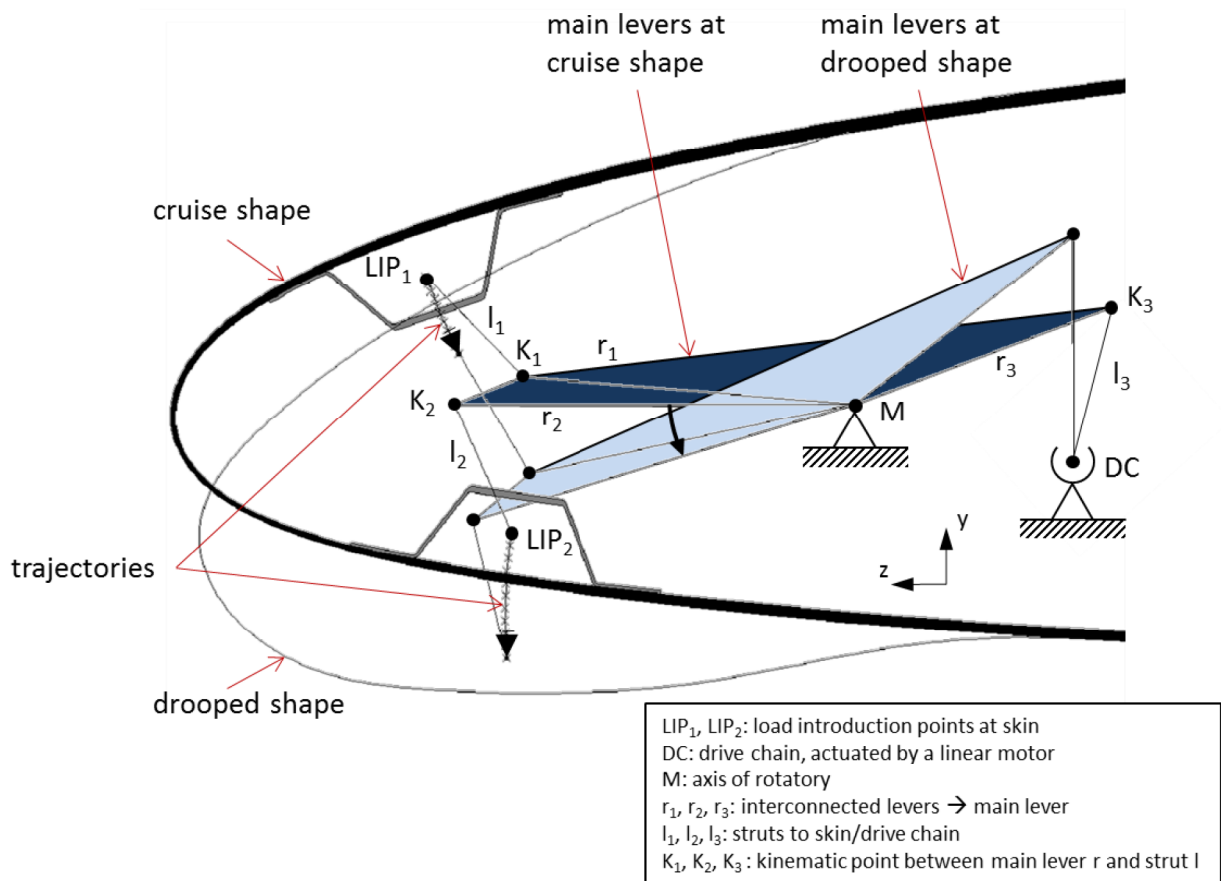 main levers at
cruise shape
main levers at
drooped shape
cruise shape
LIP₁
l₁
K₁
r₁
K₃
K₂
r₂
r₃
l₃
M
l₂
DC
LIP₂
y
z
trajectories
drooped shape
LIP₁, LIP₂: load introduction points at skin
DC: drive chain, actuated by a linear motor
M: axis of rotatory
r₁, r₂, r₃: interconnected levers → main lever
l₁, l₂, l₃: struts to skin/drive chain
K₁, K₂, K₃ : kinematic point between main lever r and strut l